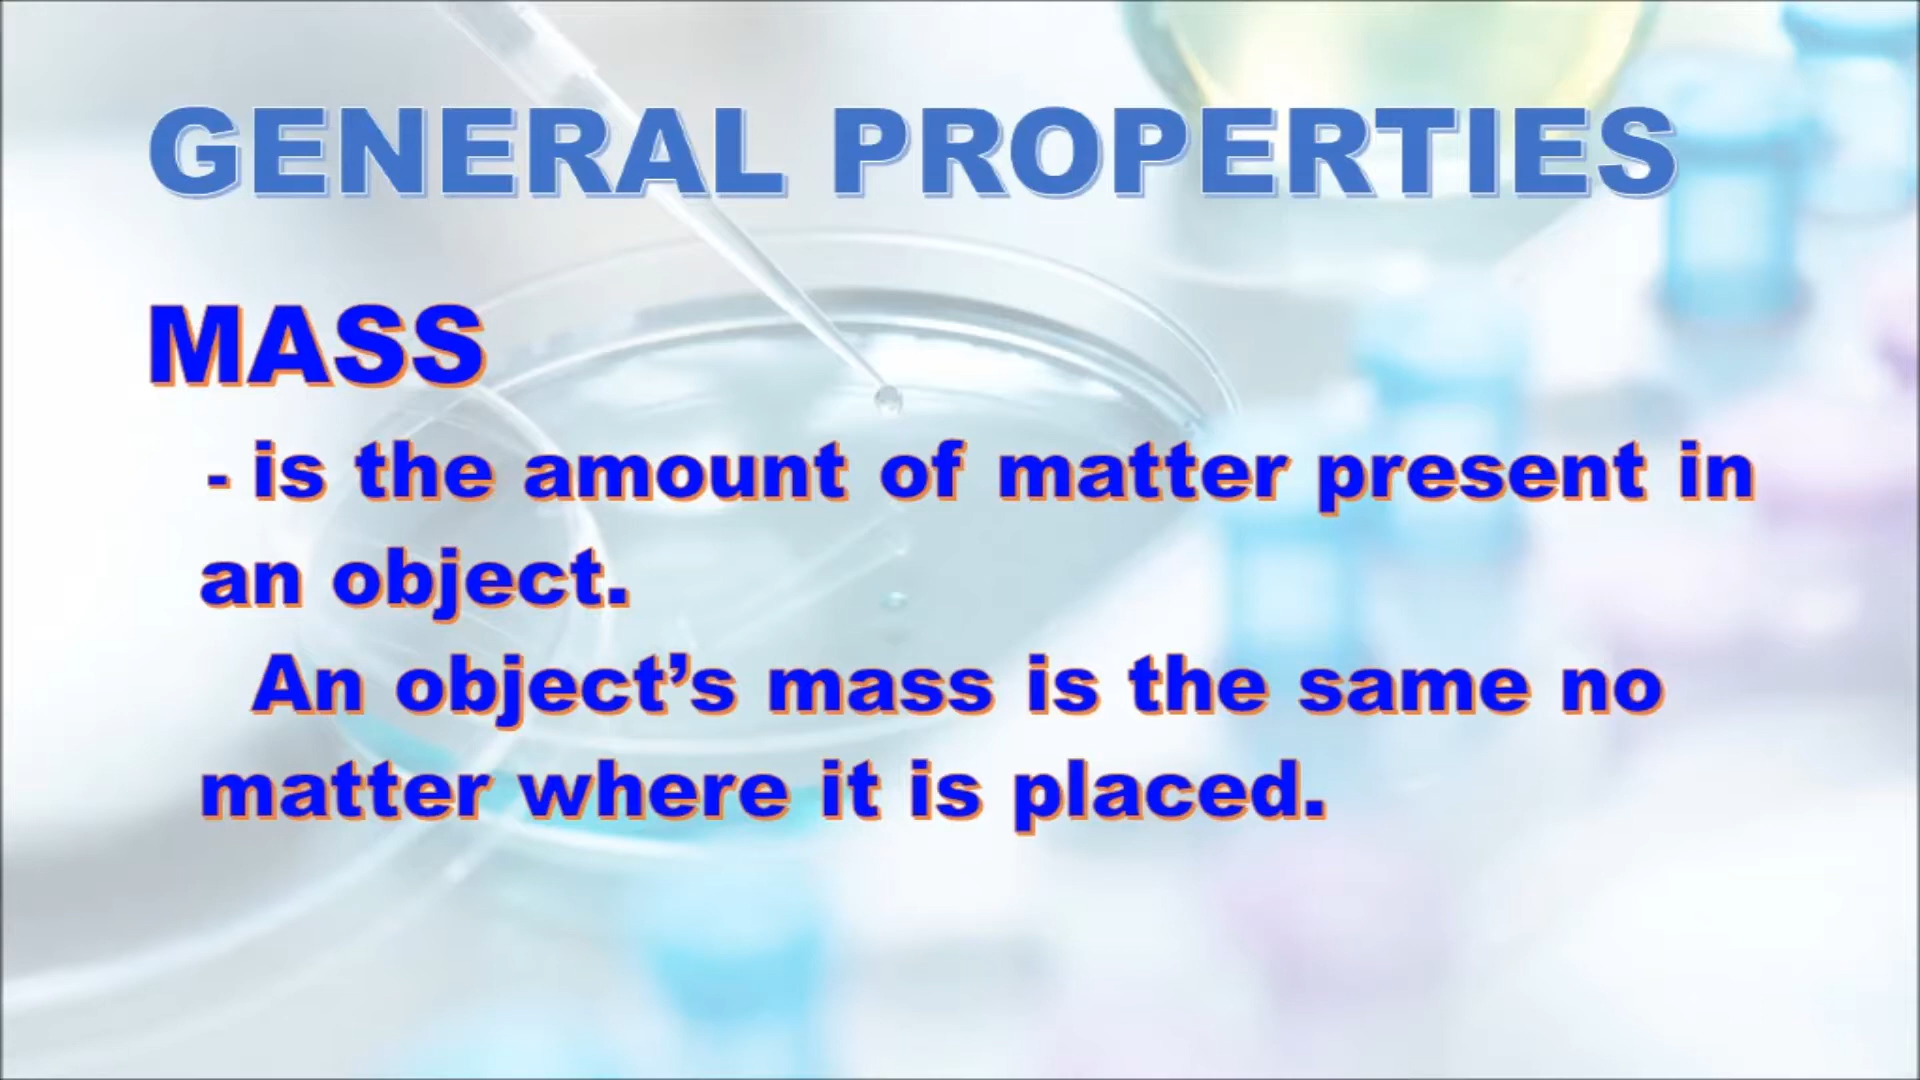 GENERAL PROPERTIES
MASS
- is the amount of matter present in
an object.
An object’s mass is the same no
matter where it is placed.